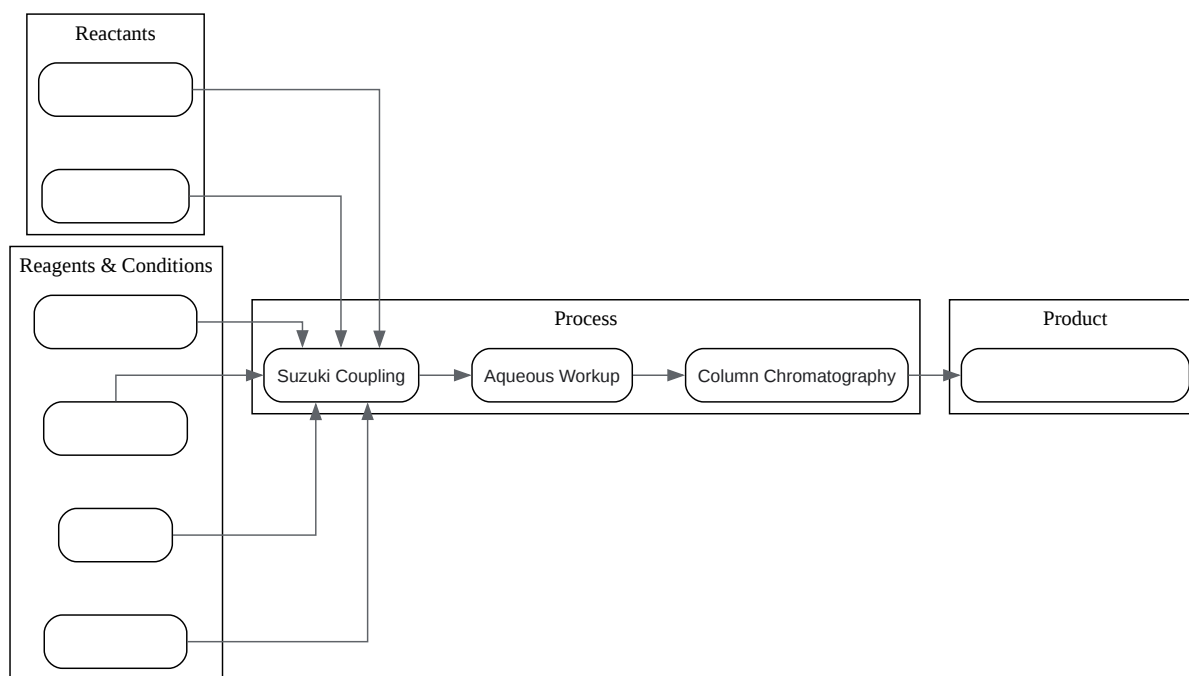 Reactants
Reagents & Conditions
Process
Product
Suzuki Coupling
Aqueous Workup
Column Chromatography